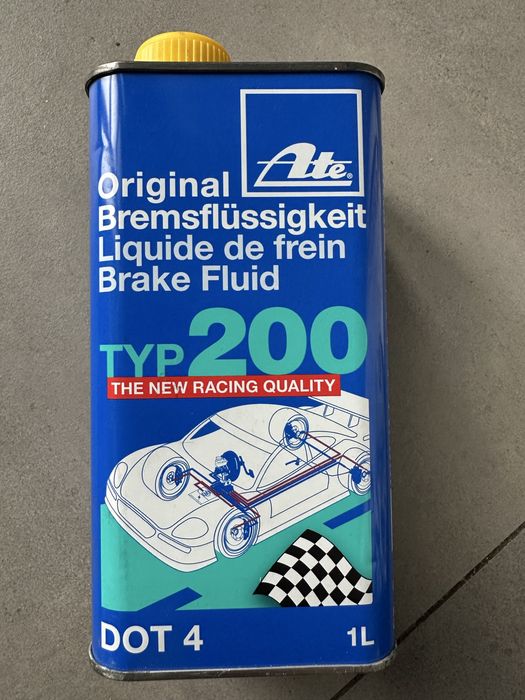 Ate®
Original
Bremsflüssigkeit
Liquide de frein
Brake Fluid
TYP 200
THE NEW RACING QUALITY
DOT 4
1L